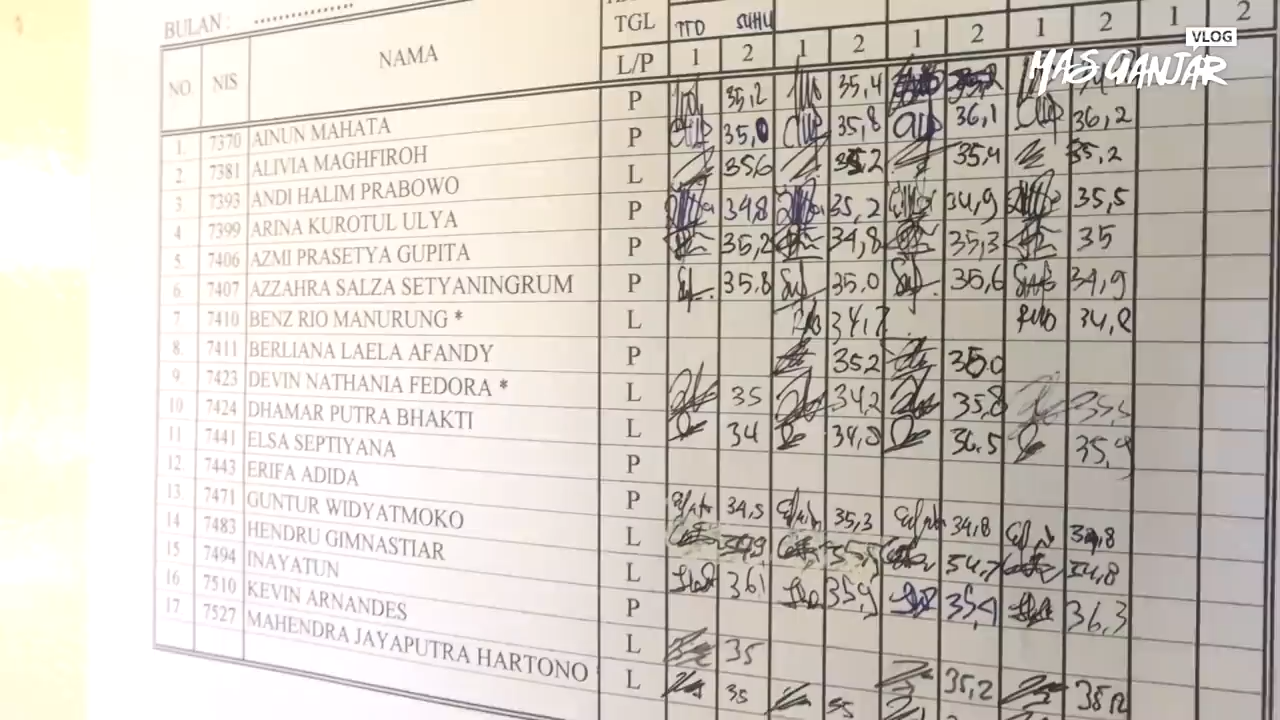 VLOG
MAS GANJAR
BULAN : ................
TGL TTD SUHU
NO. NIS NAMA L/P 1 2 1 2 1 2 1 2 1 2
1. 7370 AINUN MAHATA P 35,2 35,4
2 7381 ALIVIA MAGHFIROH P 35,0 35,8 36,1 36,2
3 7393 ANDI HALIM PRABOWO L 35,6 35,2 35,4 35,2
4 7399 ARINA KUROTUL ULYA P 34,8 35,2 34,9 35,5
5. 7406 AZMI PRASETYA GUPITA P 35,2 34,8 35,3 35
6. 7407 AZZAHRA SALZA SETYANINGRUM P 35.8 35.0 35,6 34,9
7 7410 BENZ RIO MANURUNG * L
8. 7411 BERLIANA LAELA AFANDY P 35.2 35.0
9 7423 DEVIN NATHANIA FEDORA * L 35 34,2 35,8
10 7424 DHAMAR PUTRA BHAKTI L 34 36.5 35,4
11 7441 ELSA SEPTIYANA P
12. 7443 ERIFA ADIDA P 34,5 35,3 34,8
13. 7471 GUNTUR WIDYATMOKO L 34,8
14 7483 HENDRU GIMNASTIAR L 36,1 35,9 35,4 36,3
15 7494 INAYATUN P
16 7510 KEVIN ARNANDES L 35 35,2
17 7527 MAHENDRA JAYAPUTRA HARTONO L 35